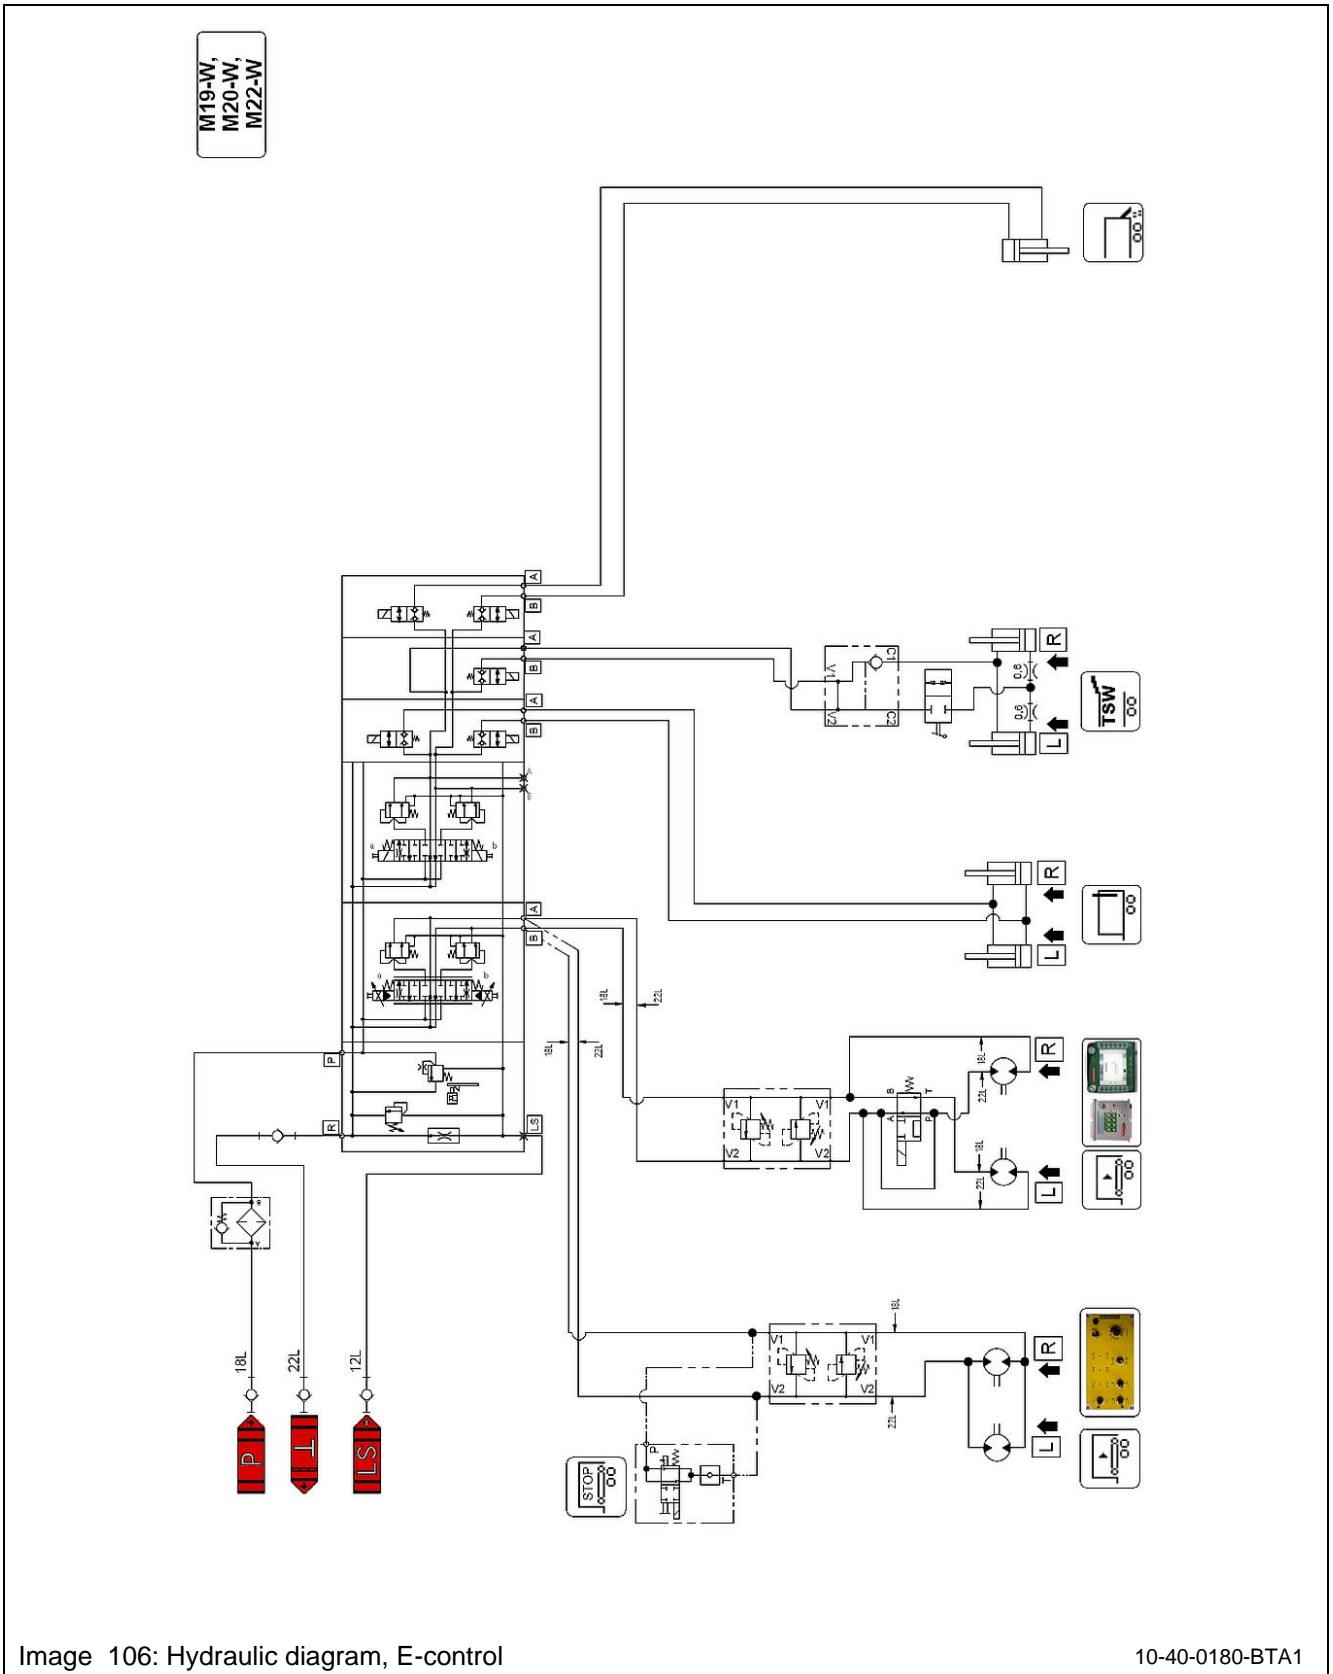 M19-W,
M20-W,
M22-W
A
B
A
B
A
B
A
B
a
b
A
B
a
b
P
R
LS
V1
C1
V2
C2
0.6
0.6
R
L
TSW
R
L
18L
22L
18L
22L
V1
V1
V2
V2
A
B
P
T
18L
22L
18L
22L
R
L
18L
22L
12L
P
T
LS
STOP
P
T
V1
V1
V2
V2
18L
22L
R
L
Image 106: Hydraulic diagram, E-control
10-40-0180-BTA1